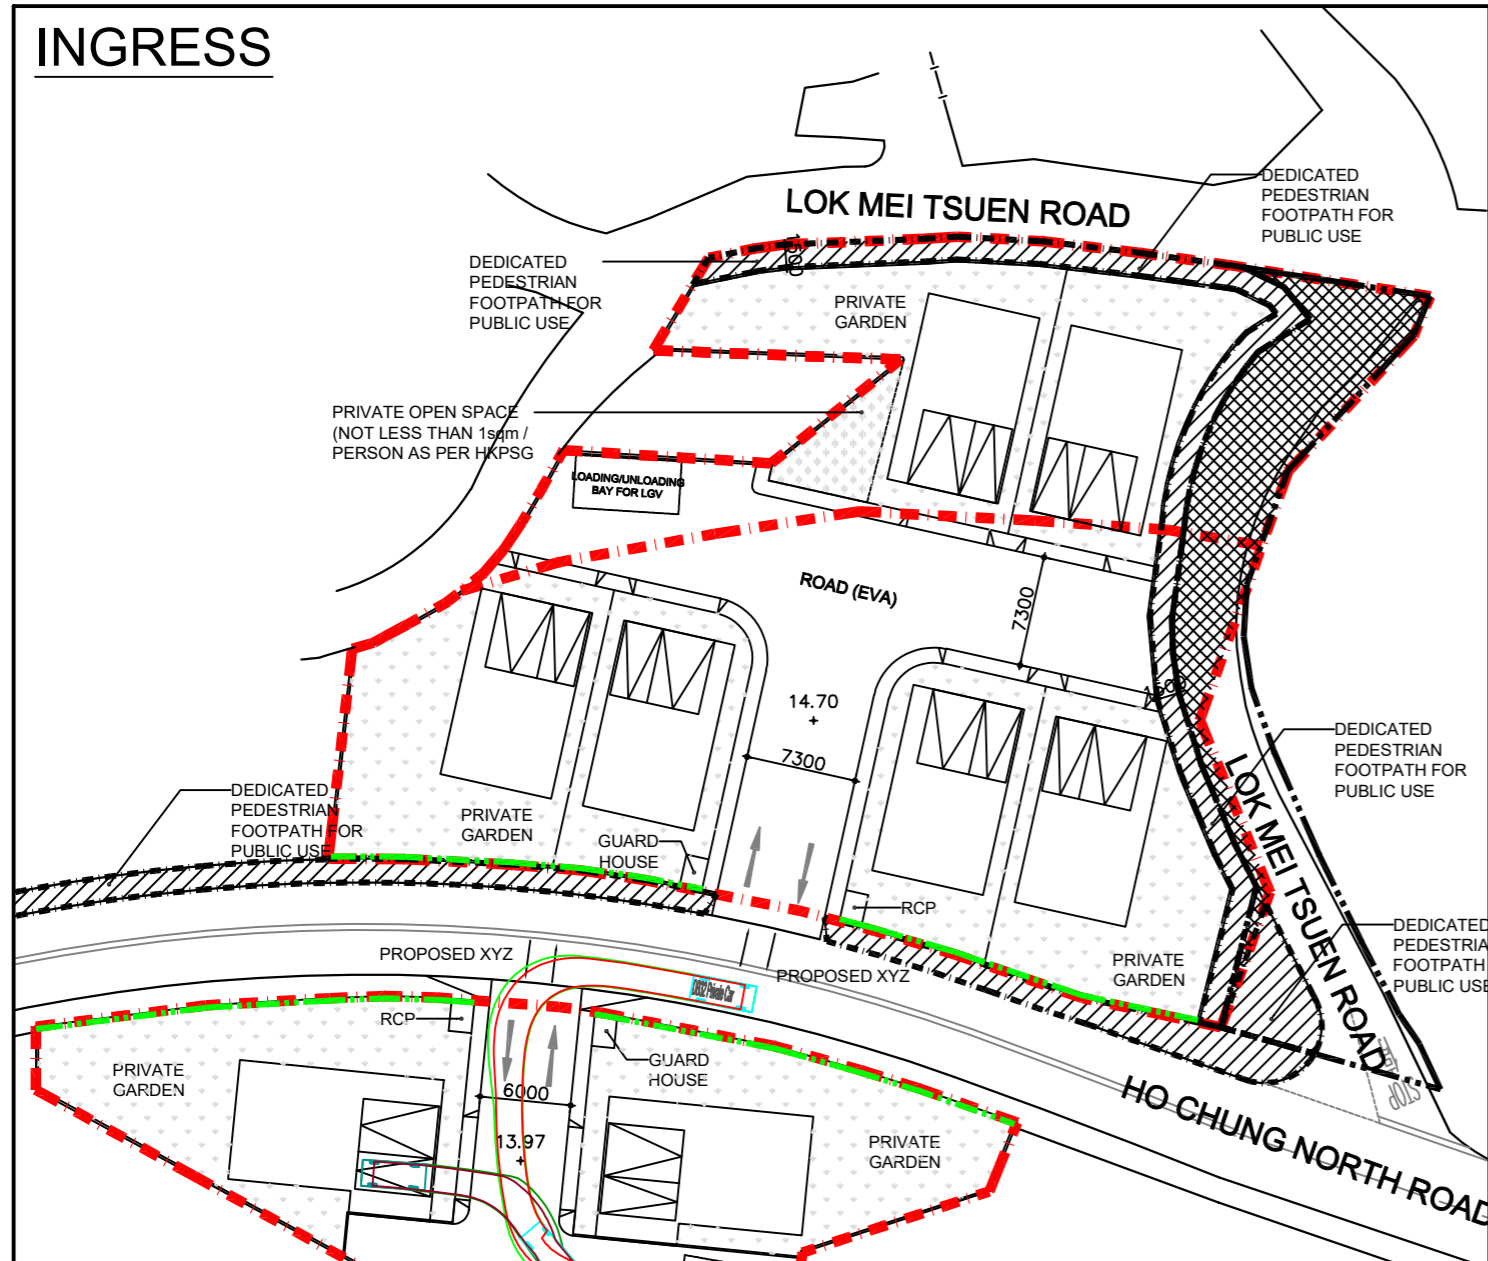 INGRESS
LOK MEI TSUEN ROAD
DEDICATED
PEDESTRIAN
FOOTPATH FOR
PUBLIC USE
DEDICATED
PEDESTRIAN
FOOTPATH FOR
PUBLIC USE
1500
PRIVATE
GARDEN
PRIVATE OPEN SPACE
(NOT LESS THAN 1sqm /
PERSON AS PER HKPSG
LOADING/UNLOADING
BAY FOR LGV
ROAD (EVA)
7300
1500
14.70
7300
DEDICATED
PEDESTRIAN
FOOTPATH FOR
PUBLIC USE
LOK MEI TSUEN ROAD
DEDICATED
PEDESTRIAN
FOOTPATH FOR
PUBLIC USE
PRIVATE
GARDEN
GUARD
HOUSE
RCP
DEDICATED
PEDESTRIA
FOOTPATH
PUBLIC USE
PRIVATE
GARDEN
PROPOSED XYZ
PROPOSED XYZ
Private Car
RCP
GUARD
HOUSE
PRIVATE
GARDEN
6000
13.97
PRIVATE
GARDEN
STOP
HO CHUNG NORTH ROAD